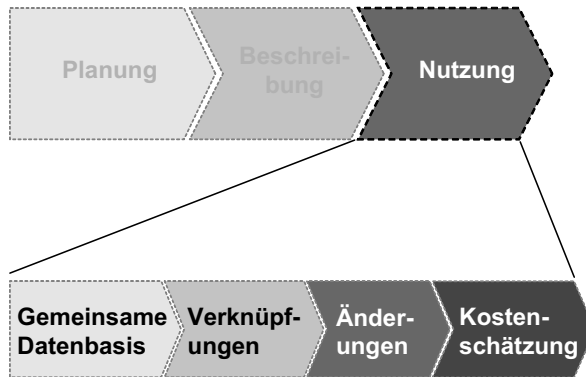 Planung
Beschrei-
bung
Nutzung
Gemeinsame
Datenbasis
Verknüpf-
ungen
Änder-
ungen
Kosten-
schätzung